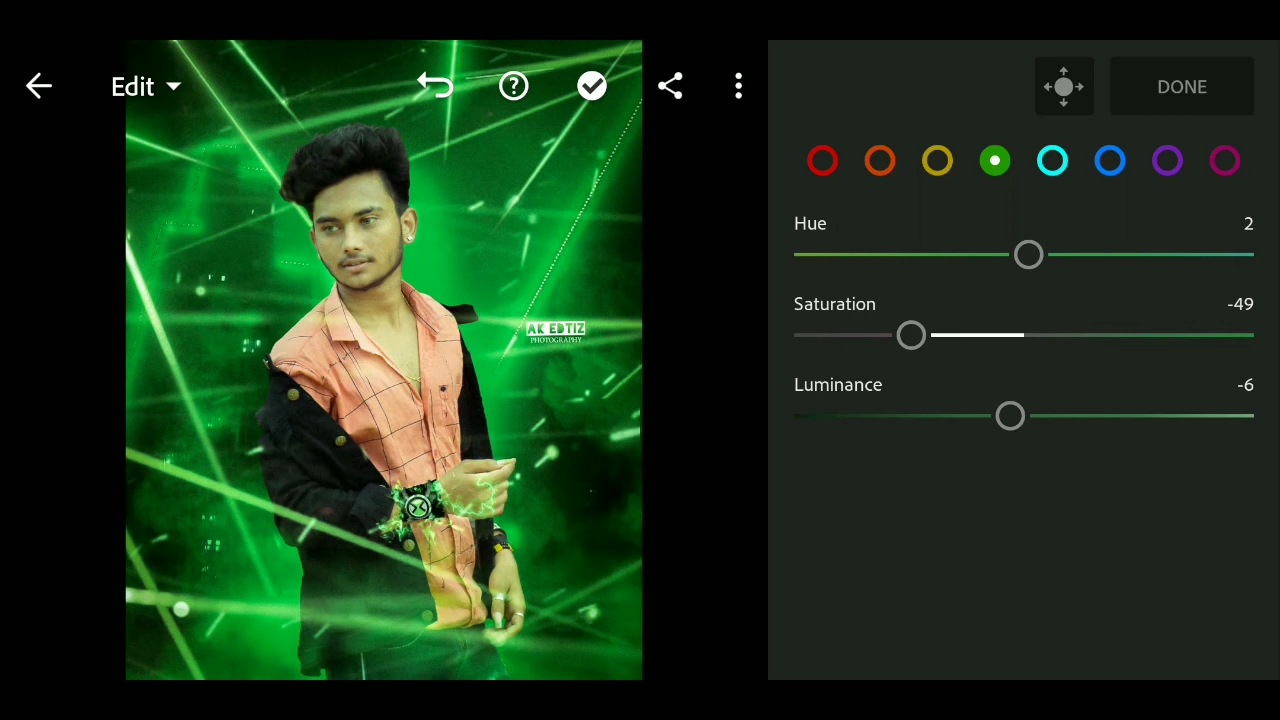 Edit
DONE
Hue 2
Saturation -49
Luminance -6
AK EDTIZ
PHOTOGRAPHY